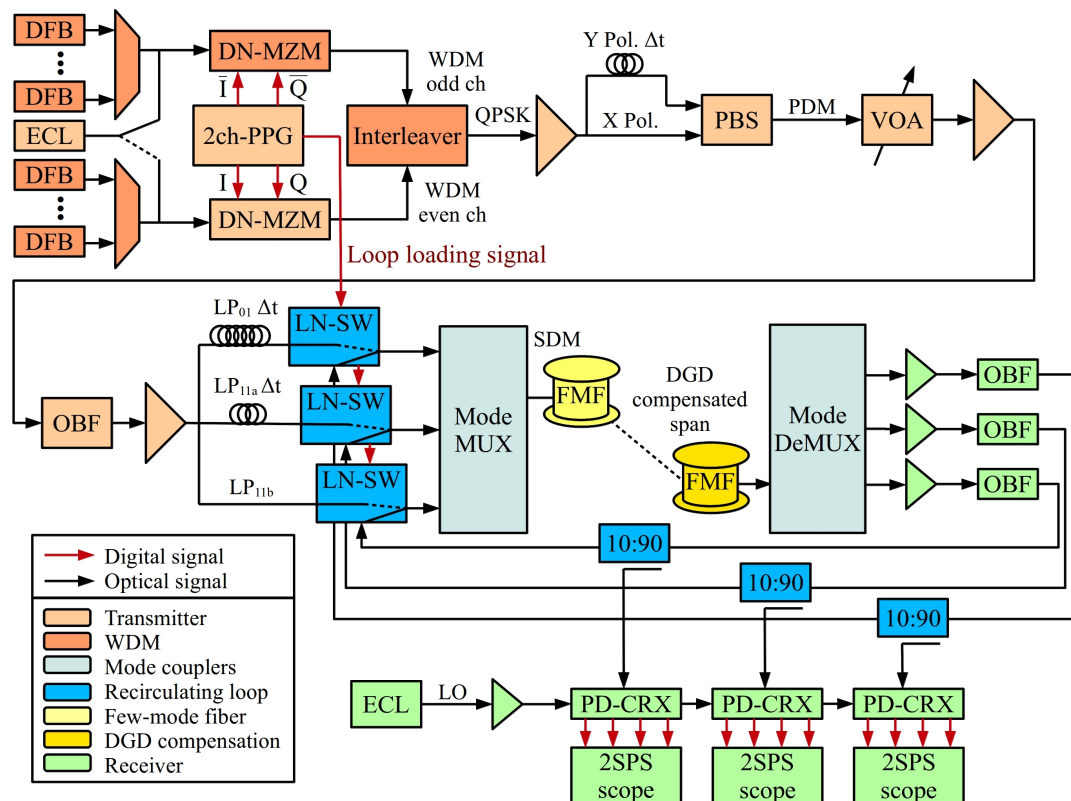 DFB
DFB
ECL
DFB
DFB
DN-MZM
I̅
Q̅
2ch-PPG
I
Q
DN-MZM
WDM
odd ch
Interleaver
WDM
even ch
QPSK
Y Pol. Δt
X Pol.
PBS
PDM
VOA
Loop loading signal
OBF
LP₀₁ Δt
LP₁₁ₐ Δt
LP₁₁b
LN-SW
LN-SW
LN-SW
Mode
MUX
SDM
FMF
DGD
compensated
span
FMF
Mode
DeMUX
OBF
OBF
OBF
10:90
10:90
10:90
Digital signal
Optical signal
Transmitter
WDM
Mode couplers
Recirculating loop
Few-mode fiber
DGD compensation
Receiver
ECL
LO
PD-CRX
PD-CRX
PD-CRX
2SPS
scope
2SPS
scope
2SPS
scope